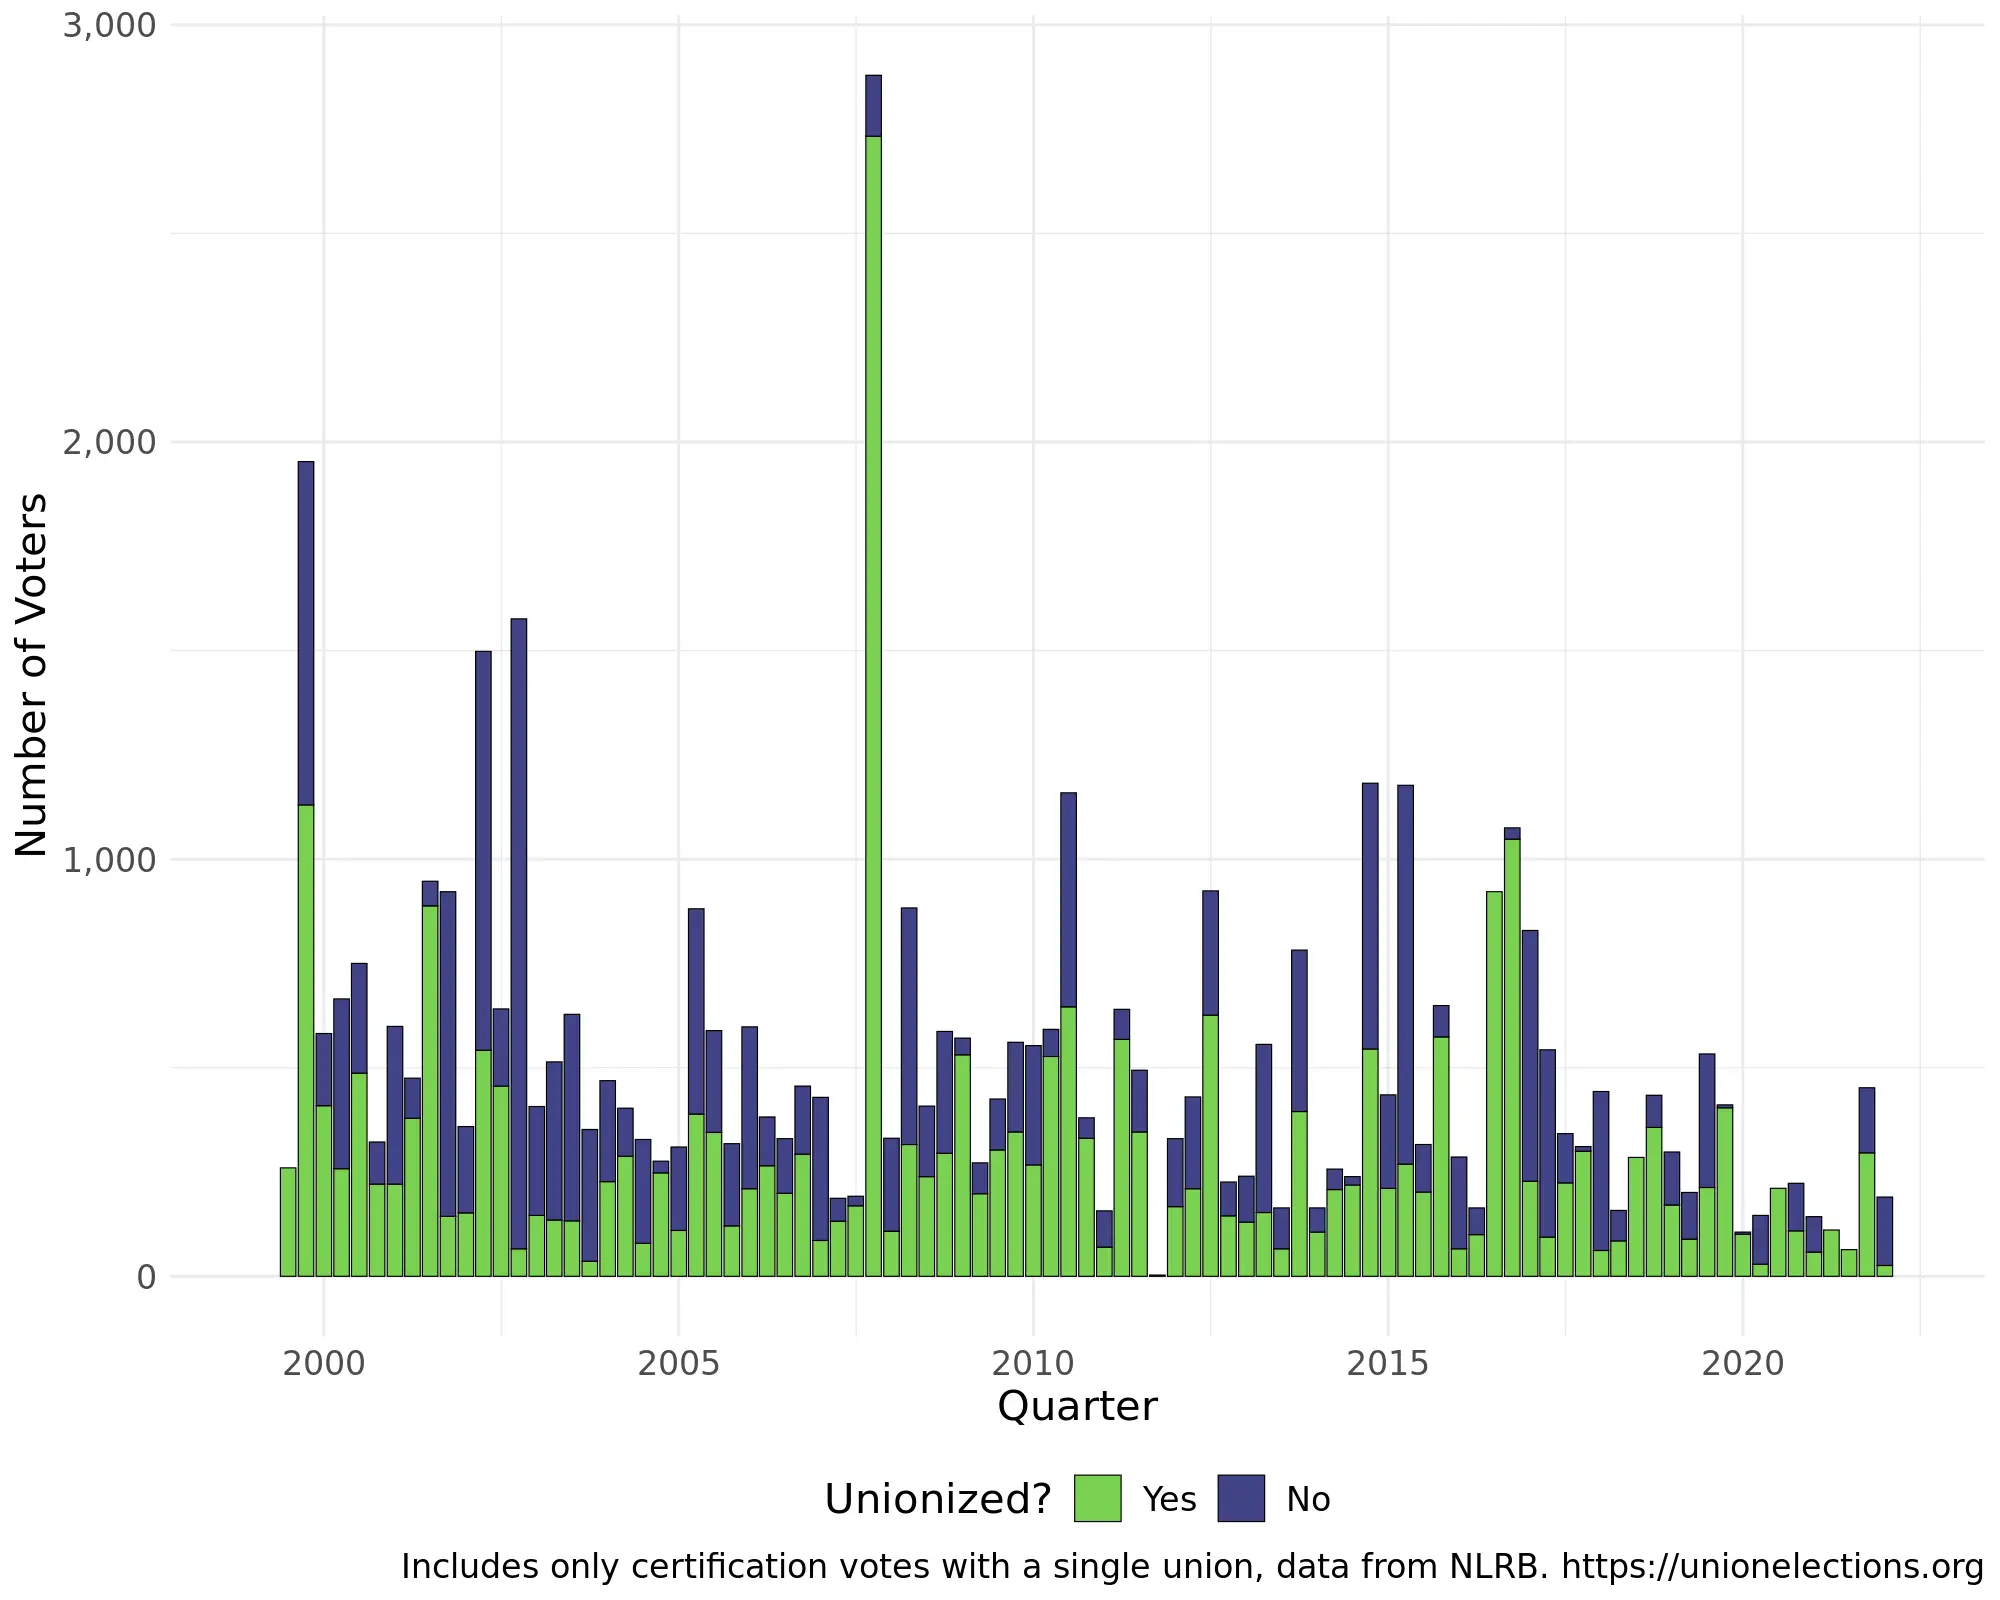 3,000
2,000
1,000
0
Number of Voters
2000 2005 2010 2015 2020
Quarter
Unionized? Yes No
Includes only certification votes with a single union, data from NLRB. https://unionelections.org